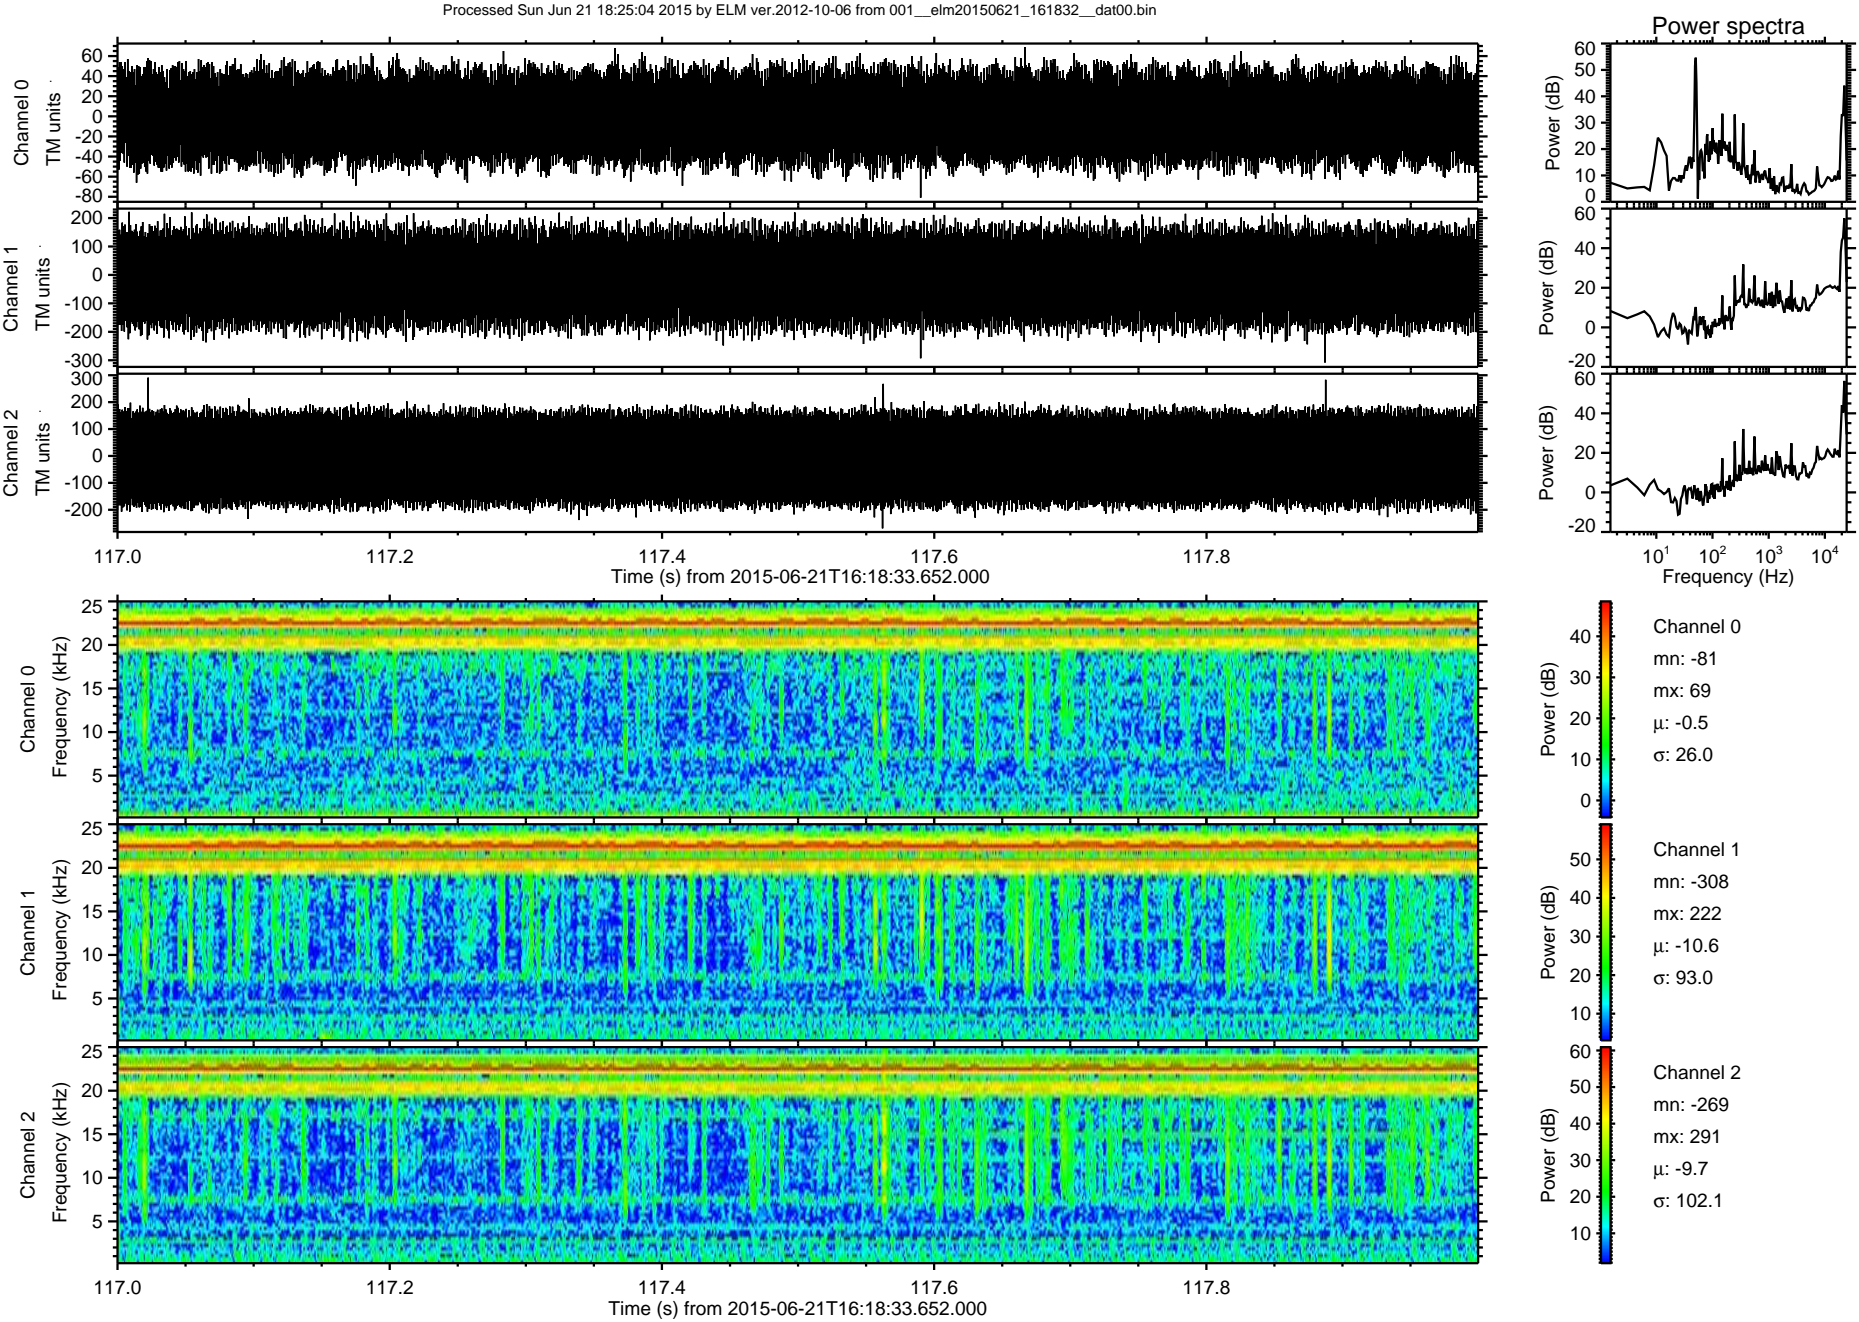 Processed Sun Jun 21 18:25:04 2015 by ELM ver.2012-10-06 from 001__elm20150621_161832__dat00.bin
Power spectra
Channel 0
TM units
60
40
20
0
-20
-40
-60
-80
Power (dB)
60
50
40
30
20
10
0
Channel 1
TM units
200
100
0
-100
-200
-300
Power (dB)
60
40
20
0
-20
Channel 2
TM units
300
200
100
0
-100
-200
Power (dB)
60
40
20
0
-20
117.0 117.2 117.4 117.6 117.8
Time (s) from 2015-06-21T16:18:33.652.000
10¹ 10² 10³ 10⁴
Frequency (Hz)
Channel 0
Frequency (kHz)
25
20
15
10
5
Power (dB)
40
30
20
10
0
Channel 0
mn: -81
mx: 69
μ: -0.5
σ: 26.0
Channel 1
Frequency (kHz)
25
20
15
10
5
Power (dB)
50
40
30
20
10
Channel 1
mn: -308
mx: 222
μ: -10.6
σ: 93.0
Channel 2
Frequency (kHz)
25
20
15
10
5
Power (dB)
60
50
40
30
20
10
Channel 2
mn: -269
mx: 291
μ: -9.7
σ: 102.1
117.0 117.2 117.4 117.6 117.8
Time (s) from 2015-06-21T16:18:33.652.000